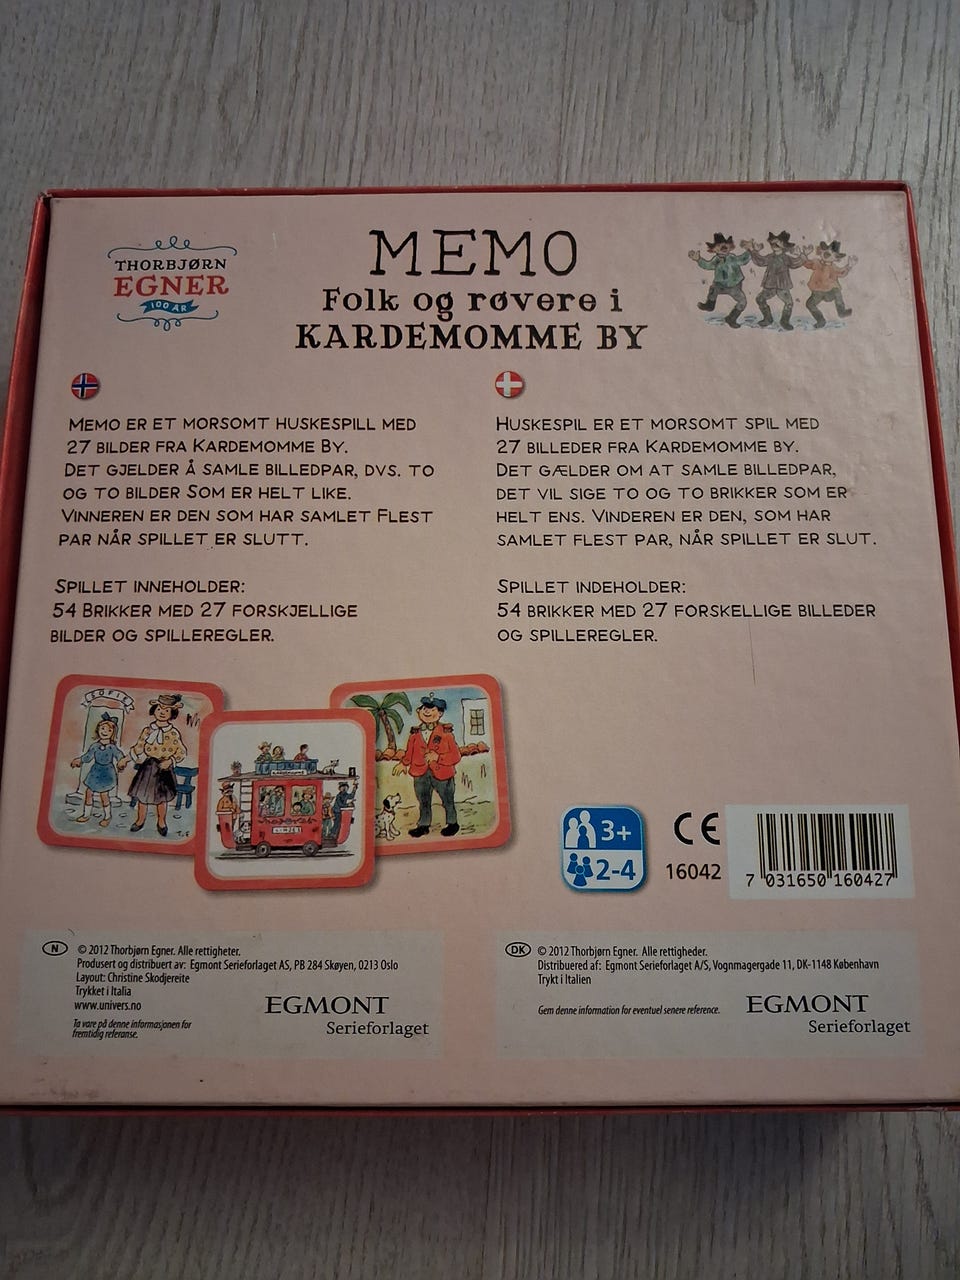 THORBJØRN
EGNER
100 ÅR
MEMO
Folk og røvere i
KARDEMOMME BY
MEMO ER ET MORSOMT HUSKESPILL MED
27 BILDER FRA KARDEMOMME BY.
DET GJELDER Å SAMLE BILLEDPAR, DVS. TO
OG TO BILDER SOM ER HELT LIKE.
VINNEREN ER DEN SOM HAR SAMLET FLEST
PAR NÅR SPILLET ER SLUTT.
SPILLET INNEHOLDER:
54 BRIKKER MED 27 FORSKJELLIGE
BILDER OG SPILLEREGLER.
HUSKESPIL ER ET MORSOMT SPIL MED
27 BILLEDER FRA KARDEMOMME BY.
DET GÆLDER OM AT SAMLE BILLEDPAR,
DET VIL SIGE TO OG TO BRIKKER SOM ER
HELT ENS. VINDEREN ER DEN, SOM HAR
SAMLET FLEST PAR, NÅR SPILLET ER SLUT.
SPILLET INDEHOLDER:
54 BRIKKER MED 27 FORSKELLIGE BILLEDER
OG SPILLEREGLER.
SOFIE
T.E
3+
2-4
CE
16042
7 031650 160427
N
© 2012 Thorbjørn Egner. Alle rettigheter.
Produsert og distribuert av: Egmont Serieforlaget AS, PB 284 Skøyen, 0213 Oslo
Layout: Christine Skodjereite
Trykket i Italia
www.univers.no
Ta vare på denne informasjonen for
fremtidig referanse.
EGMONT
Serieforlaget
DK
© 2012 Thorbjørn Egner. Alle rettigheder.
Distribuered af: Egmont Serieforlaget A/S, Vognmagergade 11, DK-1148 København
Trykt i Italien
Gem denne information for eventuel senere reference.
EGMONT
Serieforlaget